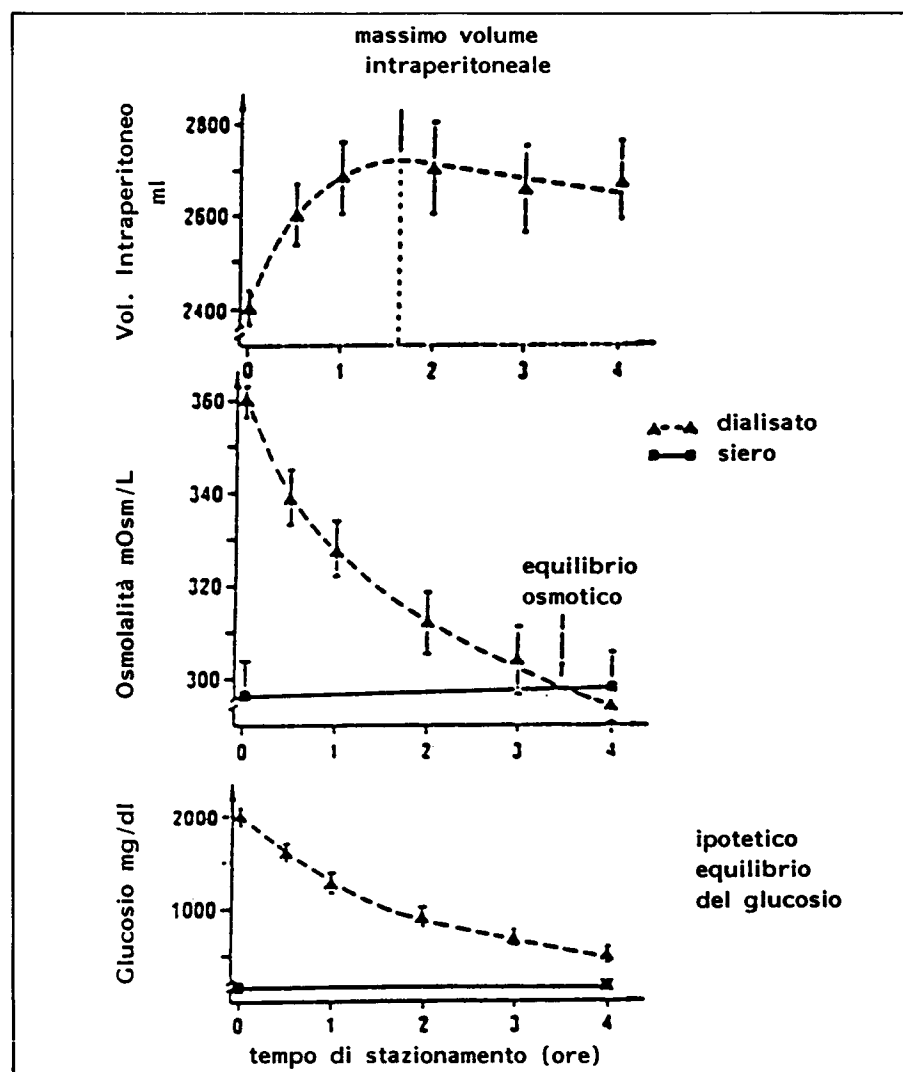 massimo volume
intraperitoneale
Vol. Intraperitoneo
ml
2800
2600
2400
0 1 2 3 4
Osmolalità mOsm/L
360
340
320
300
dialisato
siero
equilibrio
osmotico
0 1 2 3 4
Glucosio mg/dl
2000
1000
ipotetico
equilibrio
del glucosio
0 1 2 3 4
tempo di stazionamento (ore)